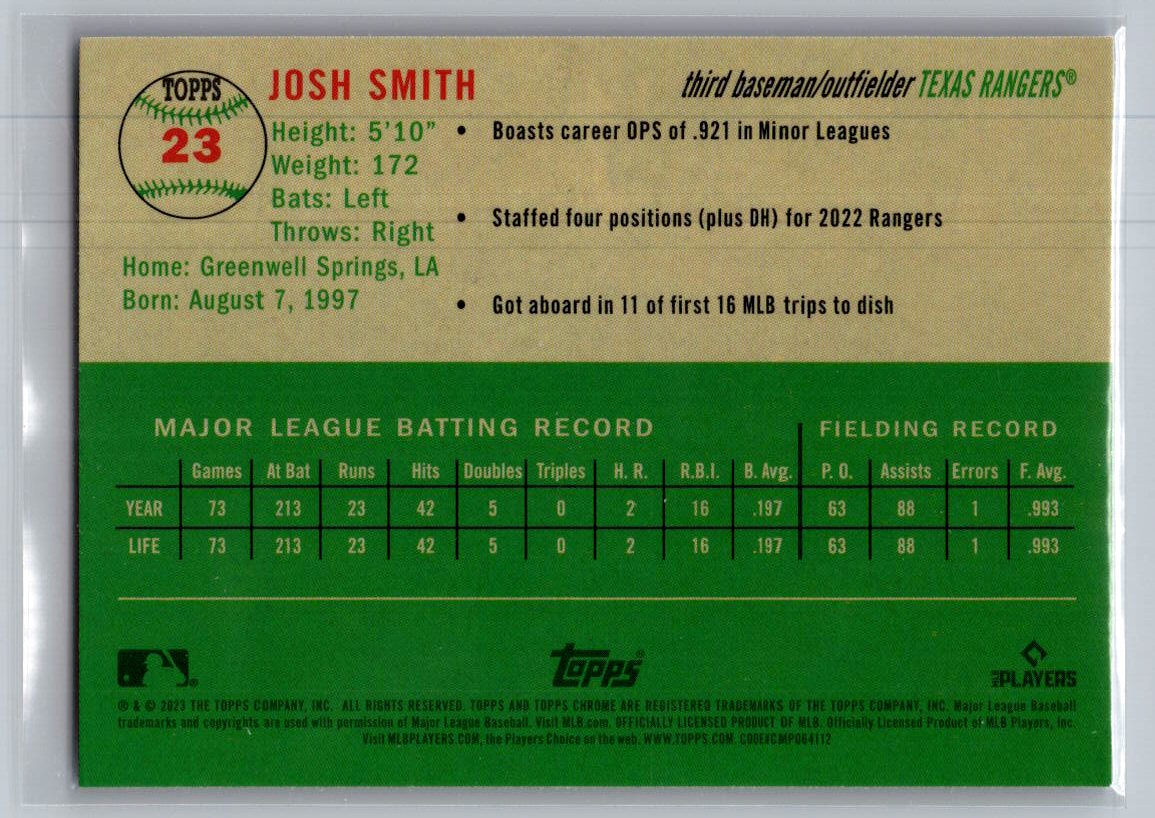 TOPPS
23
JOSH SMITH
third baseman/outfielder TEXAS RANGERS®
Height: 5'10"
Weight: 172
Bats: Left
Throws: Right
Home: Greenwell Springs, LA
Born: August 7, 1997
• Boasts career OPS of .921 in Minor Leagues
• Staffed four positions (plus DH) for 2022 Rangers
• Got aboard in 11 of first 16 MLB trips to dish
MAJOR LEAGUE BATTING RECORD FIELDING RECORD
Games At Bat Runs Hits Doubles Triples H. R. R.B.I. B. Avg. P. O. Assists Errors F. Avg.
YEAR 73 213 23 42 5 0 2 16 .197 63 88 1 .993
LIFE 73 213 23 42 5 0 2 16 .197 63 88 1 .993
Topps®
MLB PLAYERS
® & © 2023 THE TOPPS COMPANY, INC. ALL RIGHTS RESERVED. TOPPS AND TOPPS CHROME ARE REGISTERED TRADEMARKS OF THE TOPPS COMPANY, INC. Major League Baseball
trademarks and copyrights are used with permission of Major League Baseball. Visit MLB.com. OFFICIALLY LICENSED PRODUCT OF MLB. Officially Licensed Product of MLB Players, Inc.
Visit MLBPLAYERS.COM, the Players Choice on the web. WWW.TOPPS.COM. CODE#CMP064112